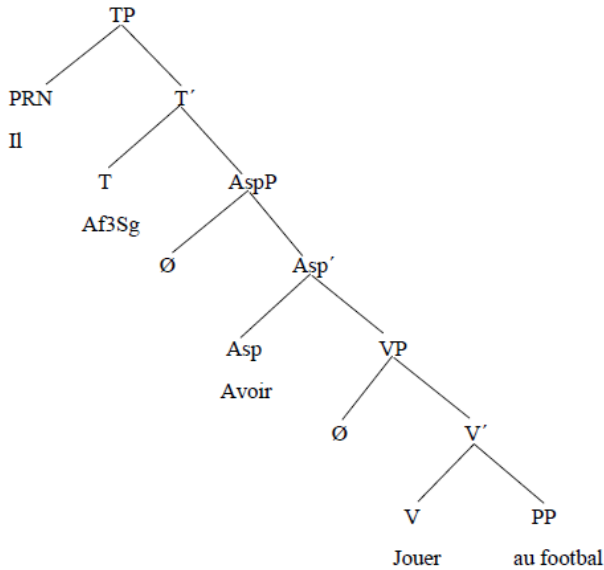 TP
PRN T´
Il
T AspP
Af3Sg
Ø Asp´
Asp VP
Avoir
Ø V´
V PP
Jouer au footbal